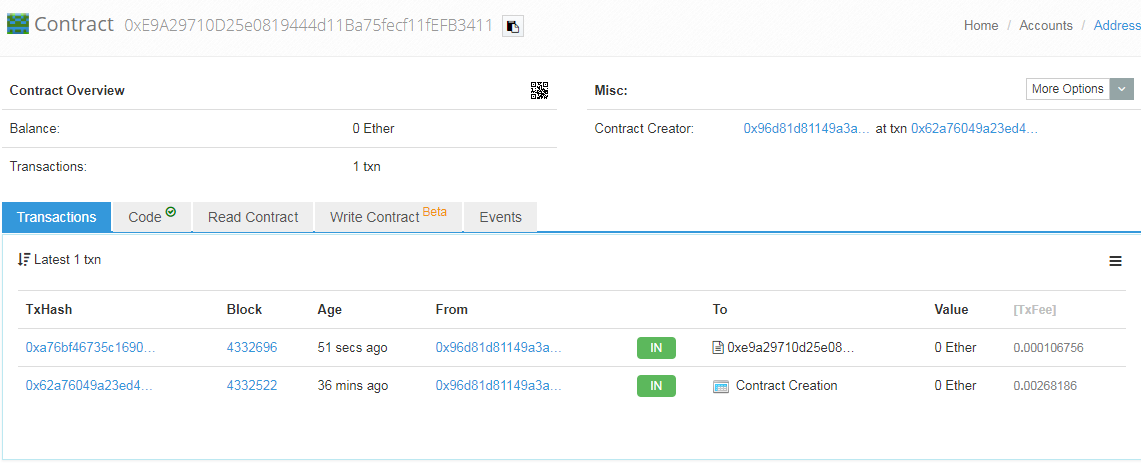 Contract 0xE9A29710D25e0819444d11Ba75fecf11fEFB3411
Home / Accounts / Address
Contract Overview
Misc:
More Options
Balance: 0 Ether
Contract Creator: 0x96d81d81149a3a... at txn 0x62a76049a23ed4...
Transactions: 1 txn
Transactions Code Read Contract Write Contract Beta Events
Latest 1 txn
TxHash Block Age From To Value [TxFee]
0xa76bf46735c1690... 4332696 51 secs ago 0x96d81d81149a3a... IN 0xe9a29710d25e08... 0 Ether 0.000106756
0x62a76049a23ed4... 4332522 36 mins ago 0x96d81d81149a3a... IN Contract Creation 0 Ether 0.00268186